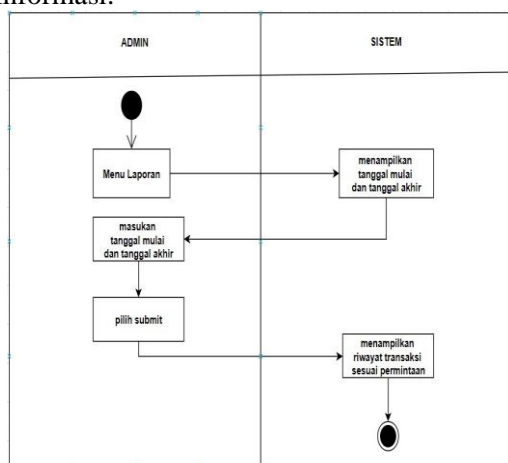 informasi.
ADMIN
SISTEM
Menu Laporan
menampilkan
tanggal mulai
dan tanggal akhir
masukan
tanggal mulai
dan tanggal akhir
pilih submit
menampilkan
riwayat transaksi
sesuai permintaan